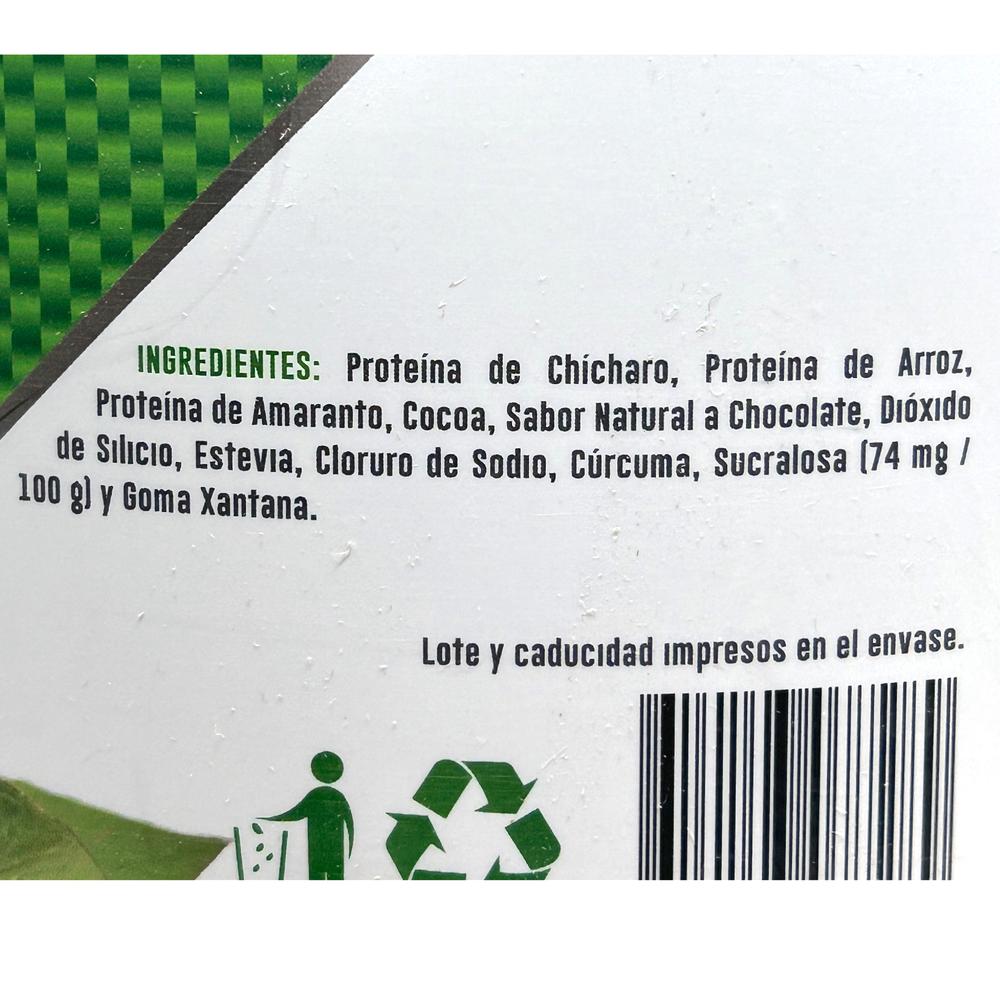 INGREDIENTES: Proteína de Chícharo, Proteína de Arroz,
Proteína de Amaranto, Cocoa, Sabor Natural a Chocolate, Dióxido
de Silicio, Estevia, Cloruro de Sodio, Cúrcuma, Sucralosa (74 mg /
100 g) y Goma Xantana.
Lote y caducidad impresos en el envase.